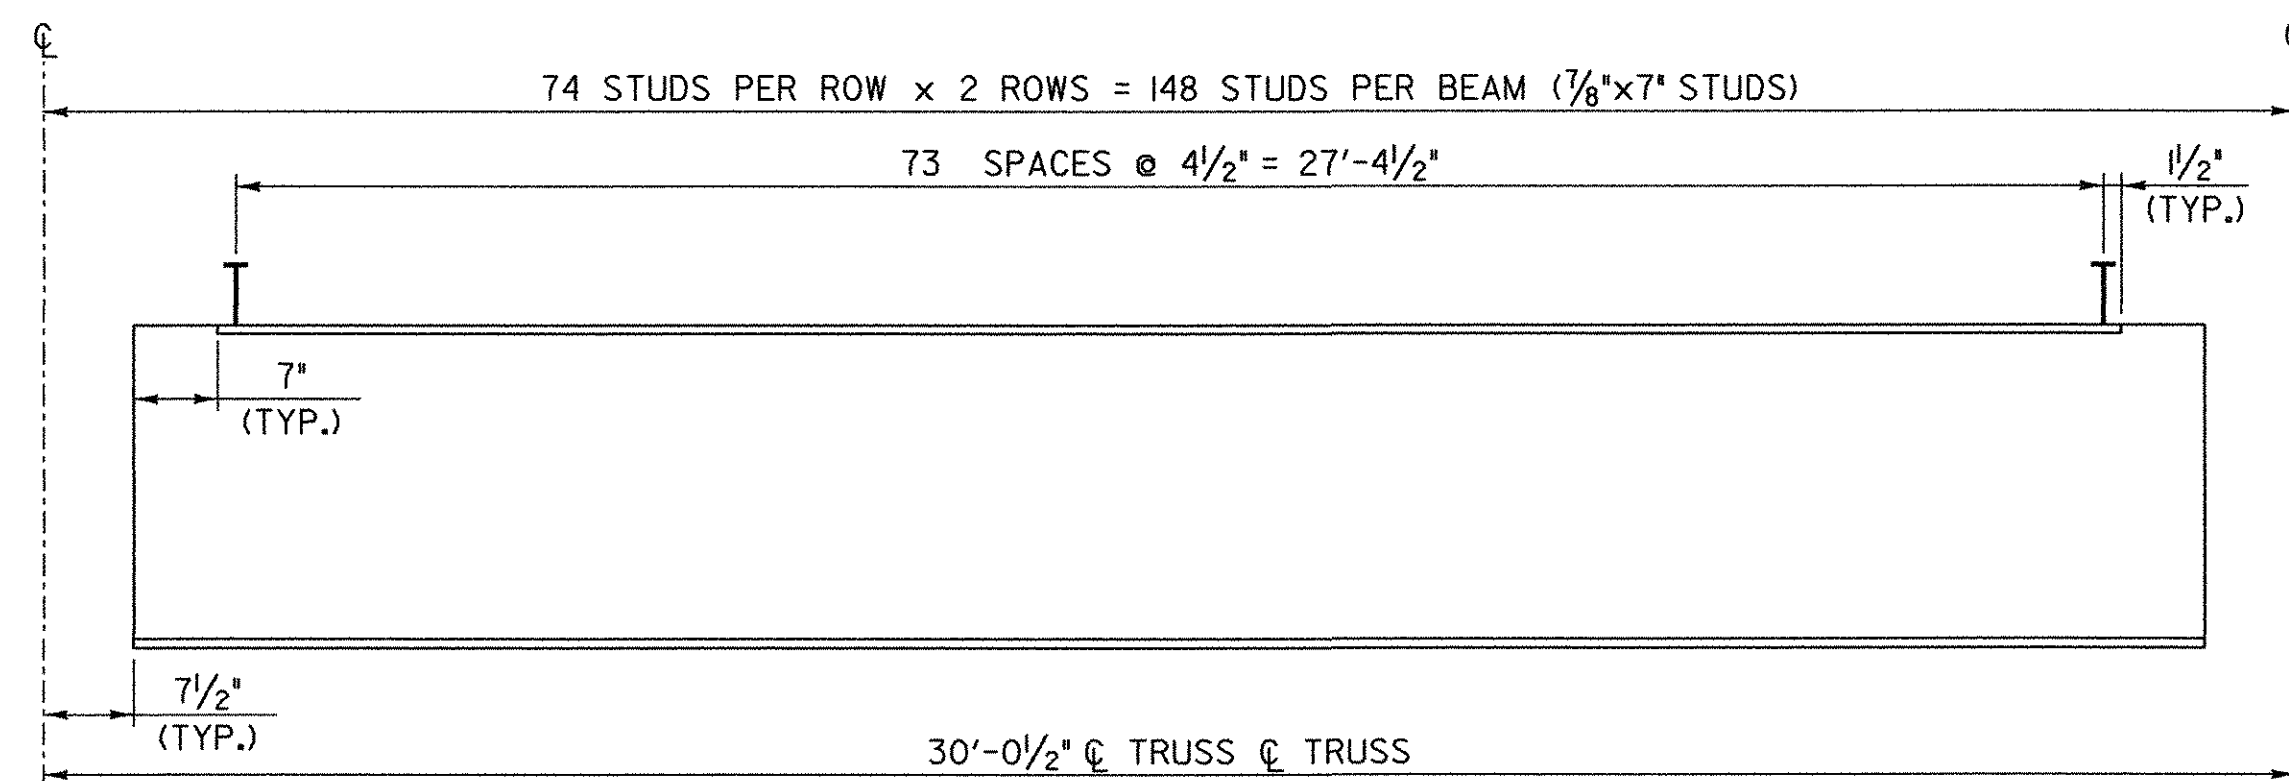 ℄
74 STUDS PER ROW x 2 ROWS = 148 STUDS PER BEAM (7/8"x7" STUDS)
73 SPACES @ 4 1/2" = 27'-4 1/2"
1 1/2"
(TYP.)
7"
(TYP.)
7 1/2"
(TYP.)
30'-0 1/2" ℄ TRUSS ℄ TRUSS